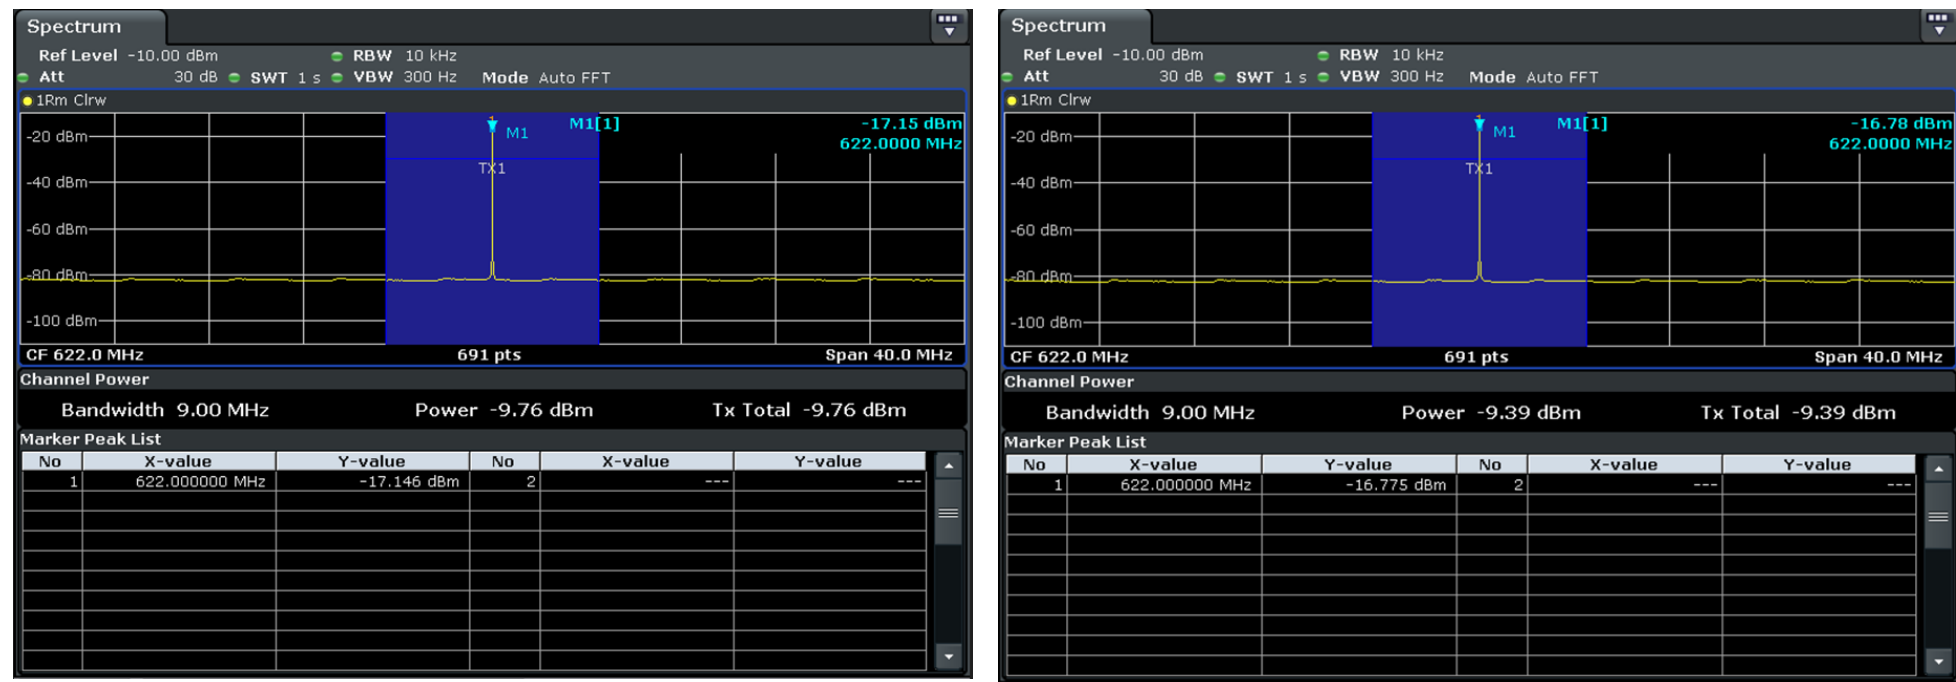 Spectrum
Ref Level -10.00 dBm RBW 10 kHz
Att 30 dB SWT 1 s VBW 300 Hz Mode Auto FFT
1Rm Clrw
M1[1] -17.15 dBm
622.0000 MHz
M1
TX1
-20 dBm
-40 dBm
-60 dBm
-80 dBm
-100 dBm
CF 622.0 MHz 691 pts Span 40.0 MHz
Channel Power
Bandwidth 9.00 MHz Power -9.76 dBm Tx Total -9.76 dBm
Marker Peak List
No X-value Y-value No X-value Y-value
1 622.000000 MHz -17.146 dBm 2 --- ---
Spectrum
Ref Level -10.00 dBm RBW 10 kHz
Att 30 dB SWT 1 s VBW 300 Hz Mode Auto FFT
1Rm Clrw
M1[1] -16.78 dBm
622.0000 MHz
M1
TX1
-20 dBm
-40 dBm
-60 dBm
-80 dBm
-100 dBm
CF 622.0 MHz 691 pts Span 40.0 MHz
Channel Power
Bandwidth 9.00 MHz Power -9.39 dBm Tx Total -9.39 dBm
Marker Peak List
No X-value Y-value No X-value Y-value
1 622.000000 MHz -16.775 dBm 2 --- ---